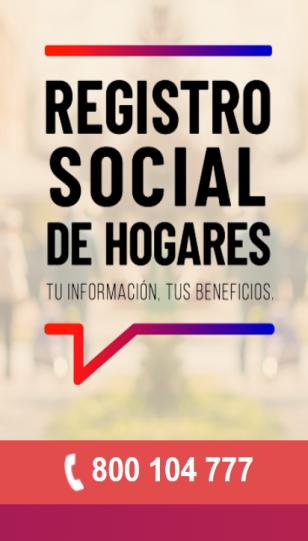 REGISTRO
SOCIAL
DE HOGARES
TU INFORMACIÓN, TUS BENEFICIOS.
800 104 777